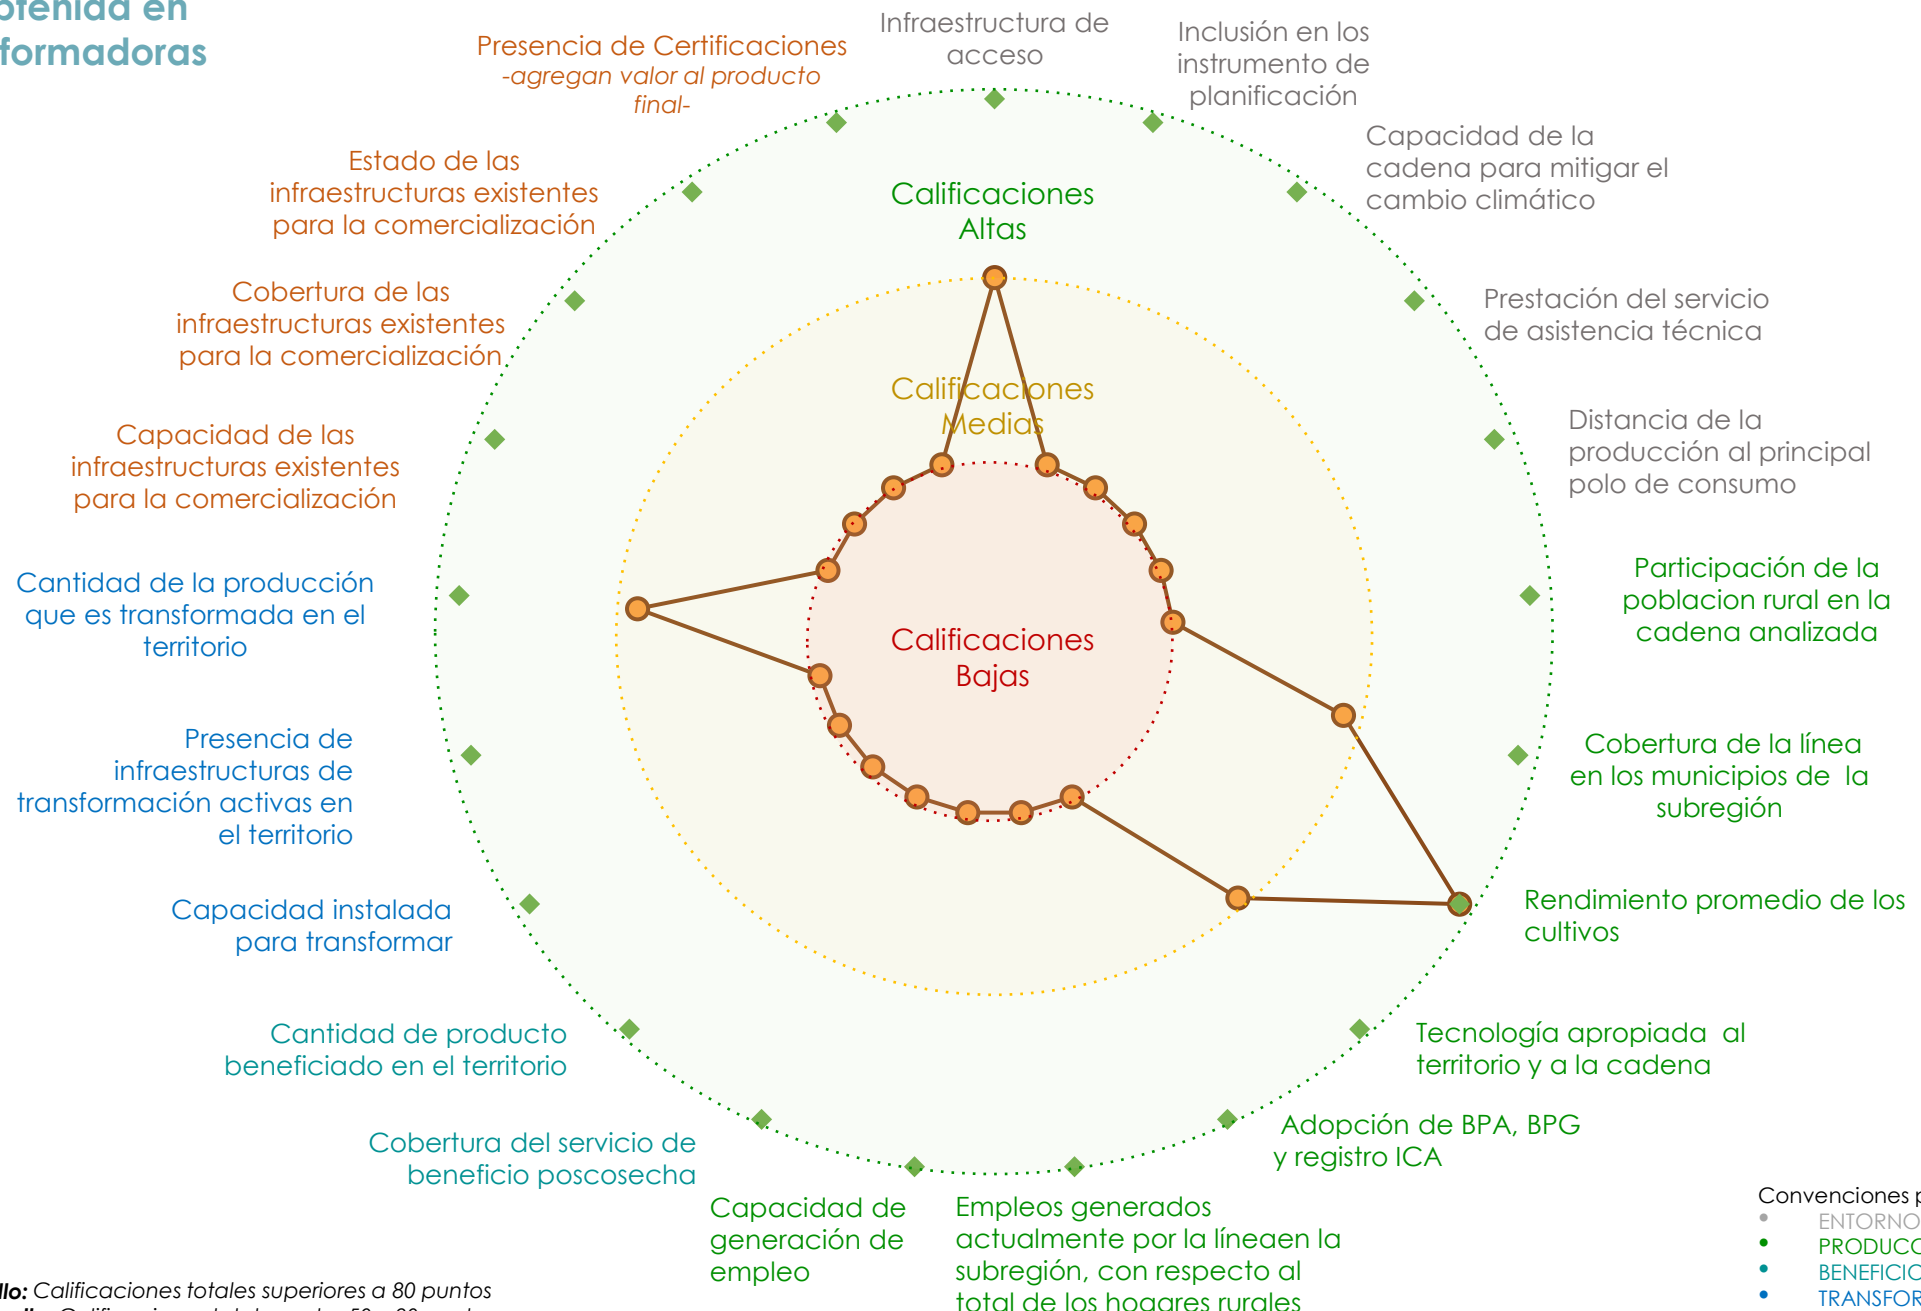 Infraestructura de
acceso
Presencia de Certificaciones
-agregan valor al producto
final-
Inclusión en los
instrumento de
planificación
Capacidad de la
cadena para mitigar el
cambio climático
Estado de las
infraestructuras existentes
para la comercialización
Calificaciones
Altas
Cobertura de las
infraestructuras existentes
para la comercialización
Prestación del servicio
de asistencia técnica
Calificaciones
Medias
Capacidad de las
infraestructuras existentes
para la comercialización
Distancia de la
producción al principal
polo de consumo
Cantidad de la producción
que es transformada en el
territorio
Participación de la
poblacion rural en la
cadena analizada
Calificaciones
Bajas
Presencia de
infraestructuras de
transformación activas en
el territorio
Cobertura de la línea
en los municipios de la
subregión
Capacidad instalada
para transformar
Rendimiento promedio de los
cultivos
Cantidad de producto
beneficiado en el territorio
Tecnología apropiada al
territorio y a la cadena
Cobertura del servicio de
beneficio poscosecha
Adopción de BPA, BPG
y registro ICA
Capacidad de
generación de
empleo
Empleos generados
actualmente por la líneaen la
subregión, con respecto al
total de los hogares rurales
Convenciones
• ENTORNO
• BENEFICIO
Calificaciones totales superiores a 80 puntos